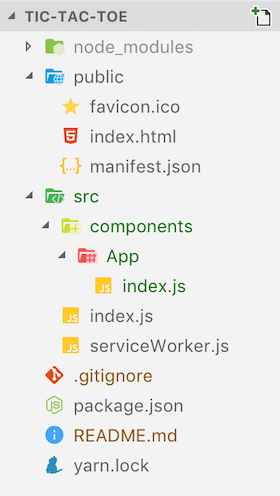 TIC-TAC-TOE
node_modules
public
favicon.ico
index.html
manifest.json
src
components
App
index.js
index.js
serviceWorker.js
.gitignore
package.json
README.md
yarn.lock